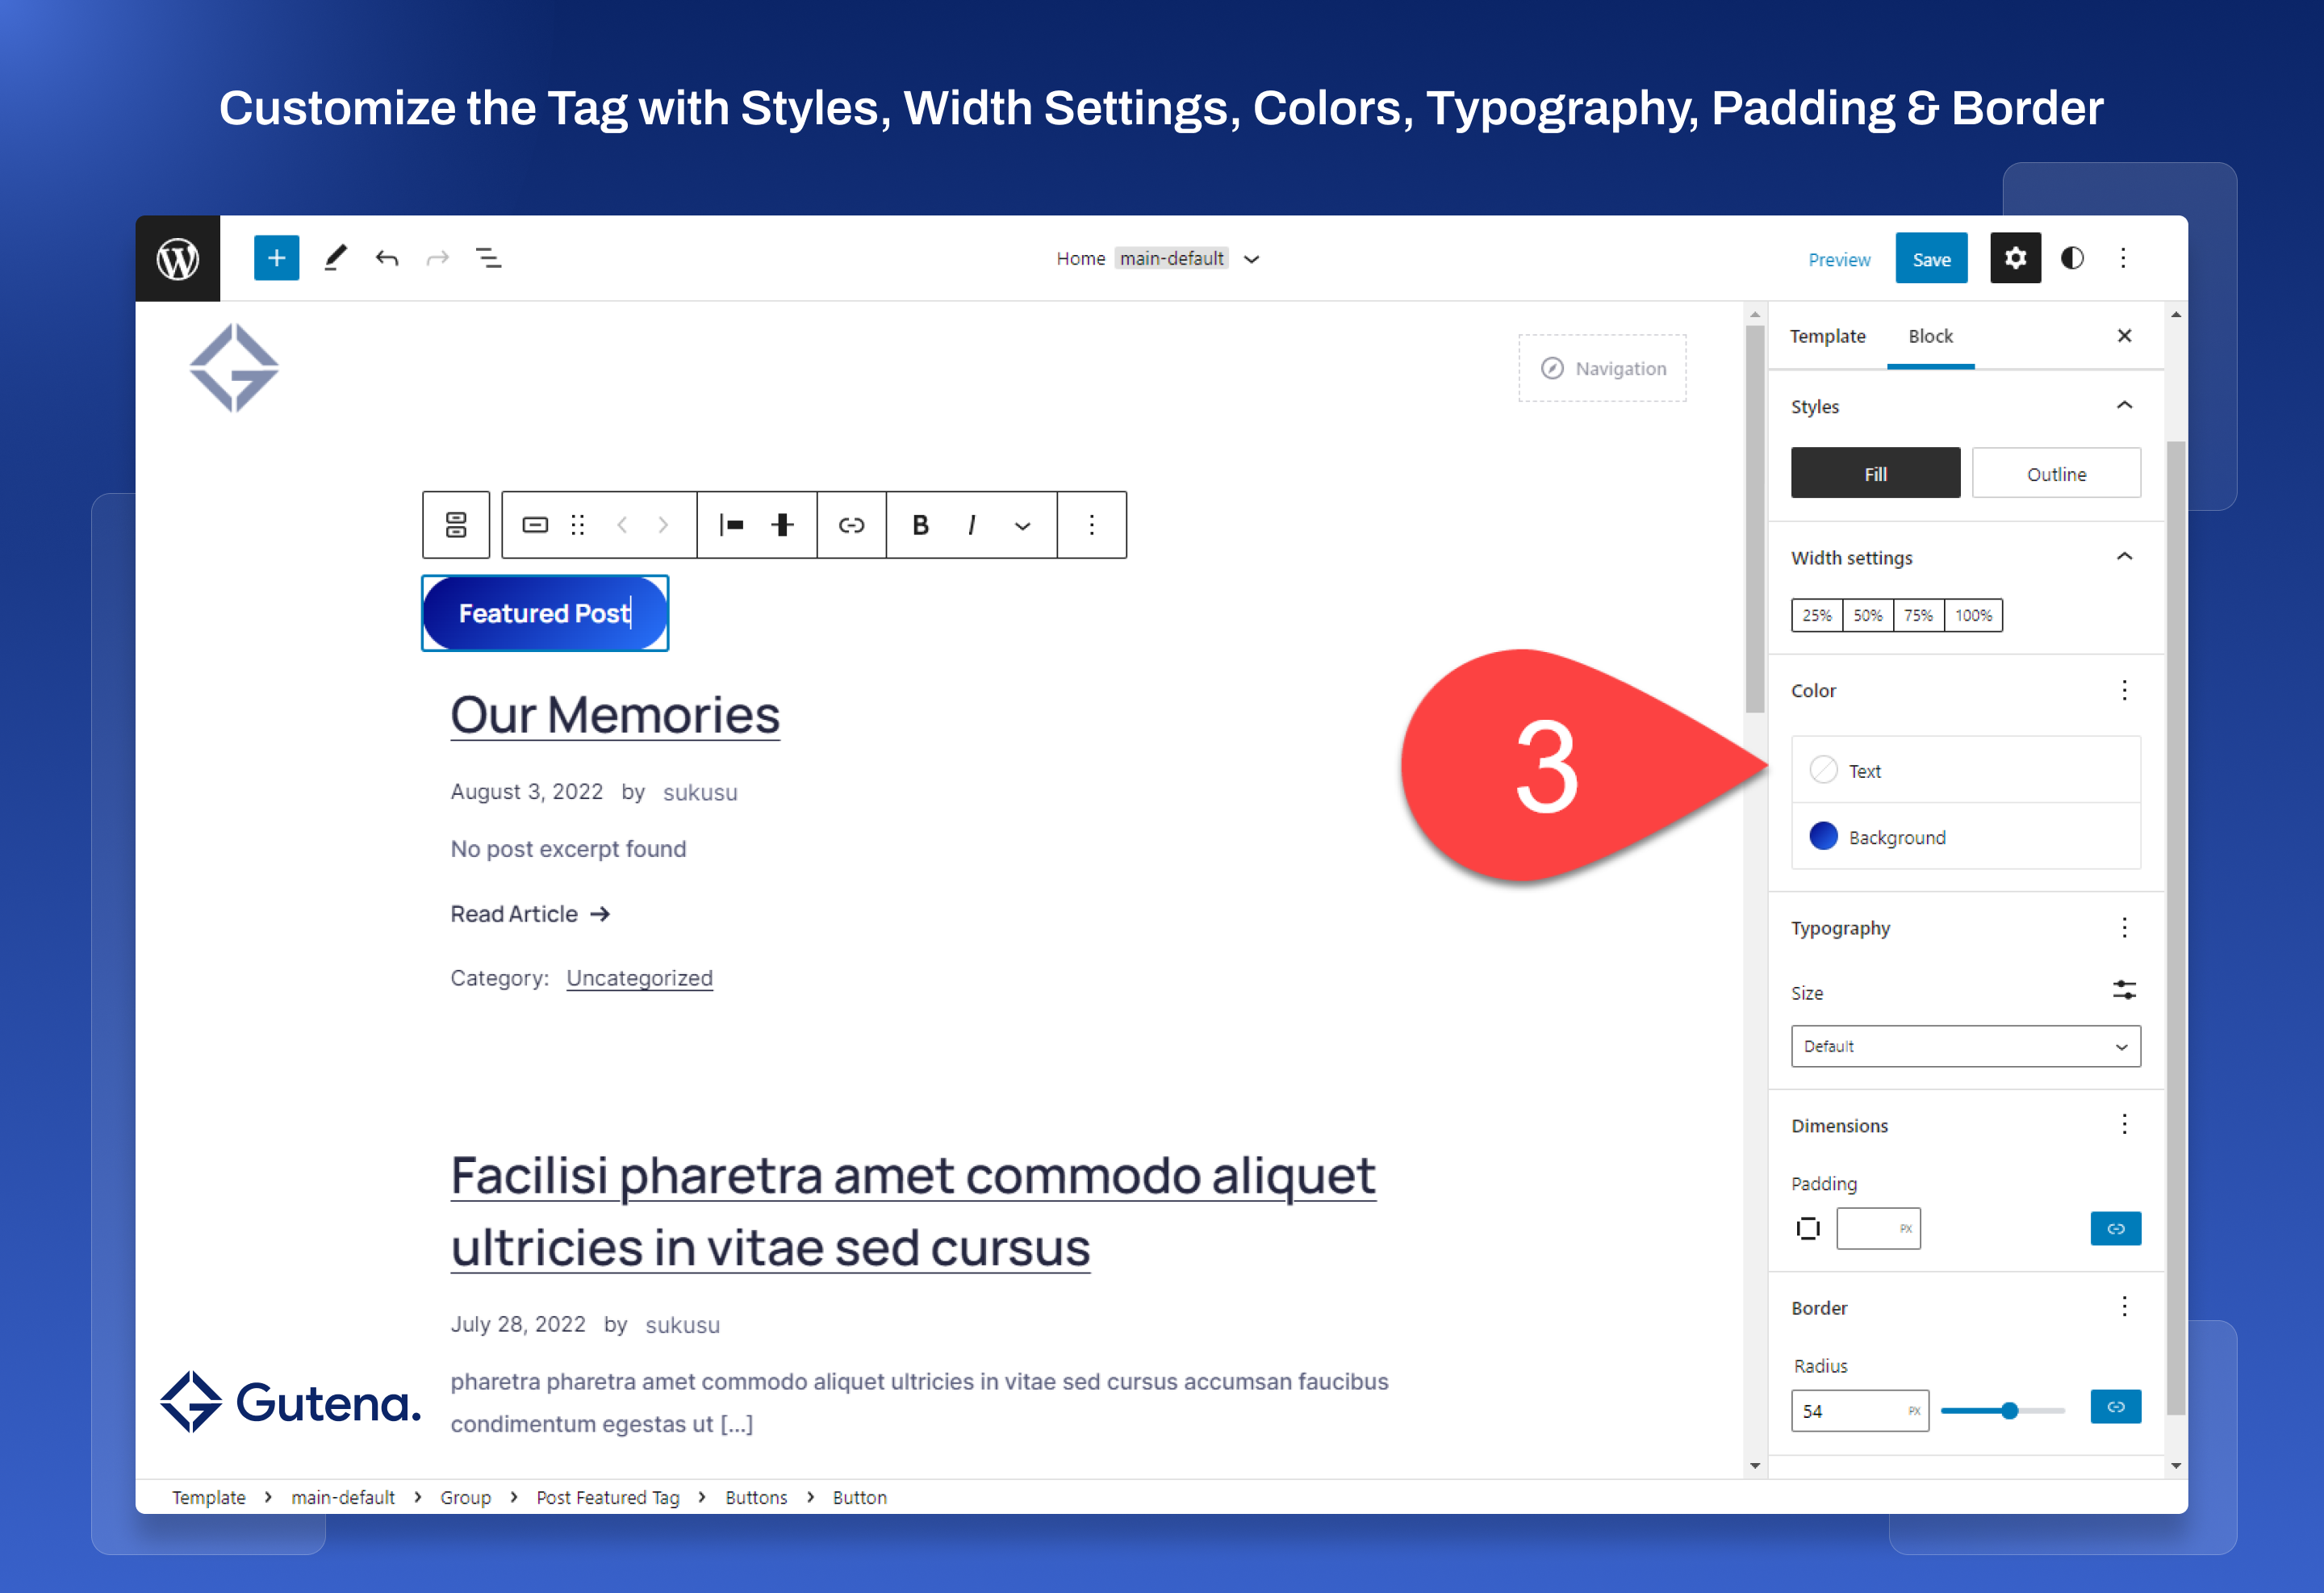 Customize the Tag with Styles, Width Settings, Colors, Typography, Padding & Border
Home main-default
Preview
Save
Navigation
Template Block
Styles
Fill Outline
Width settings
25% 50% 75% 100%
Color
Text
Background
Typography
Size
Default
Dimensions
Padding
PX
Border
Radius
54 PX
B I
Featured Post
Our Memories
August 3, 2022 by sukusu
No post excerpt found
Read Article →
Category: Uncategorized
3
Facilisi pharetra amet commodo aliquet
ultricies in vitae sed cursus
July 28, 2022 by sukusu
pharetra pharetra amet commodo aliquet ultricies in vitae sed cursus accumsan faucibus
condimentum egestas ut [...]
Gutena.
Template > main-default > Group > Post Featured Tag > Buttons > Button